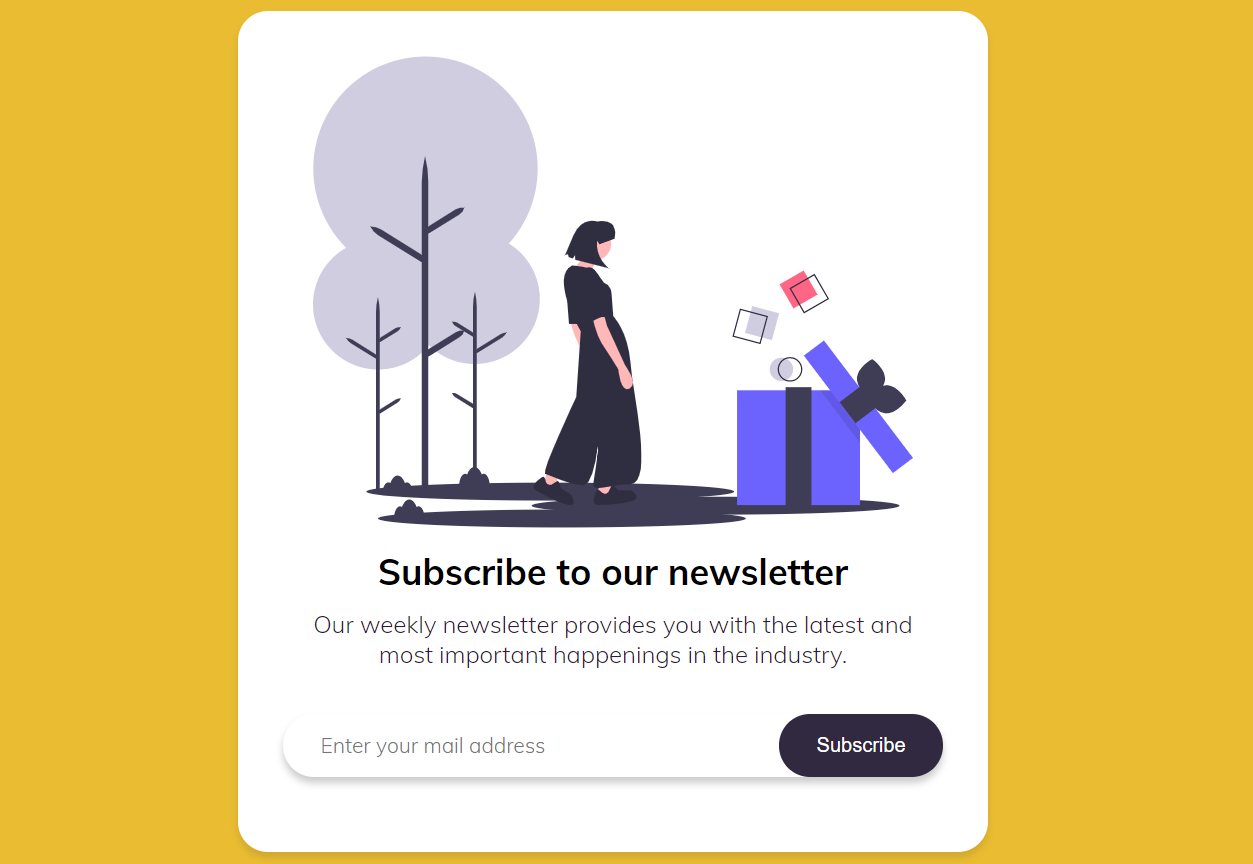 Subscribe to our newsletter
Our weekly newsletter provides you with the latest and
most important happenings in the industry.
Enter your mail address
Subscribe